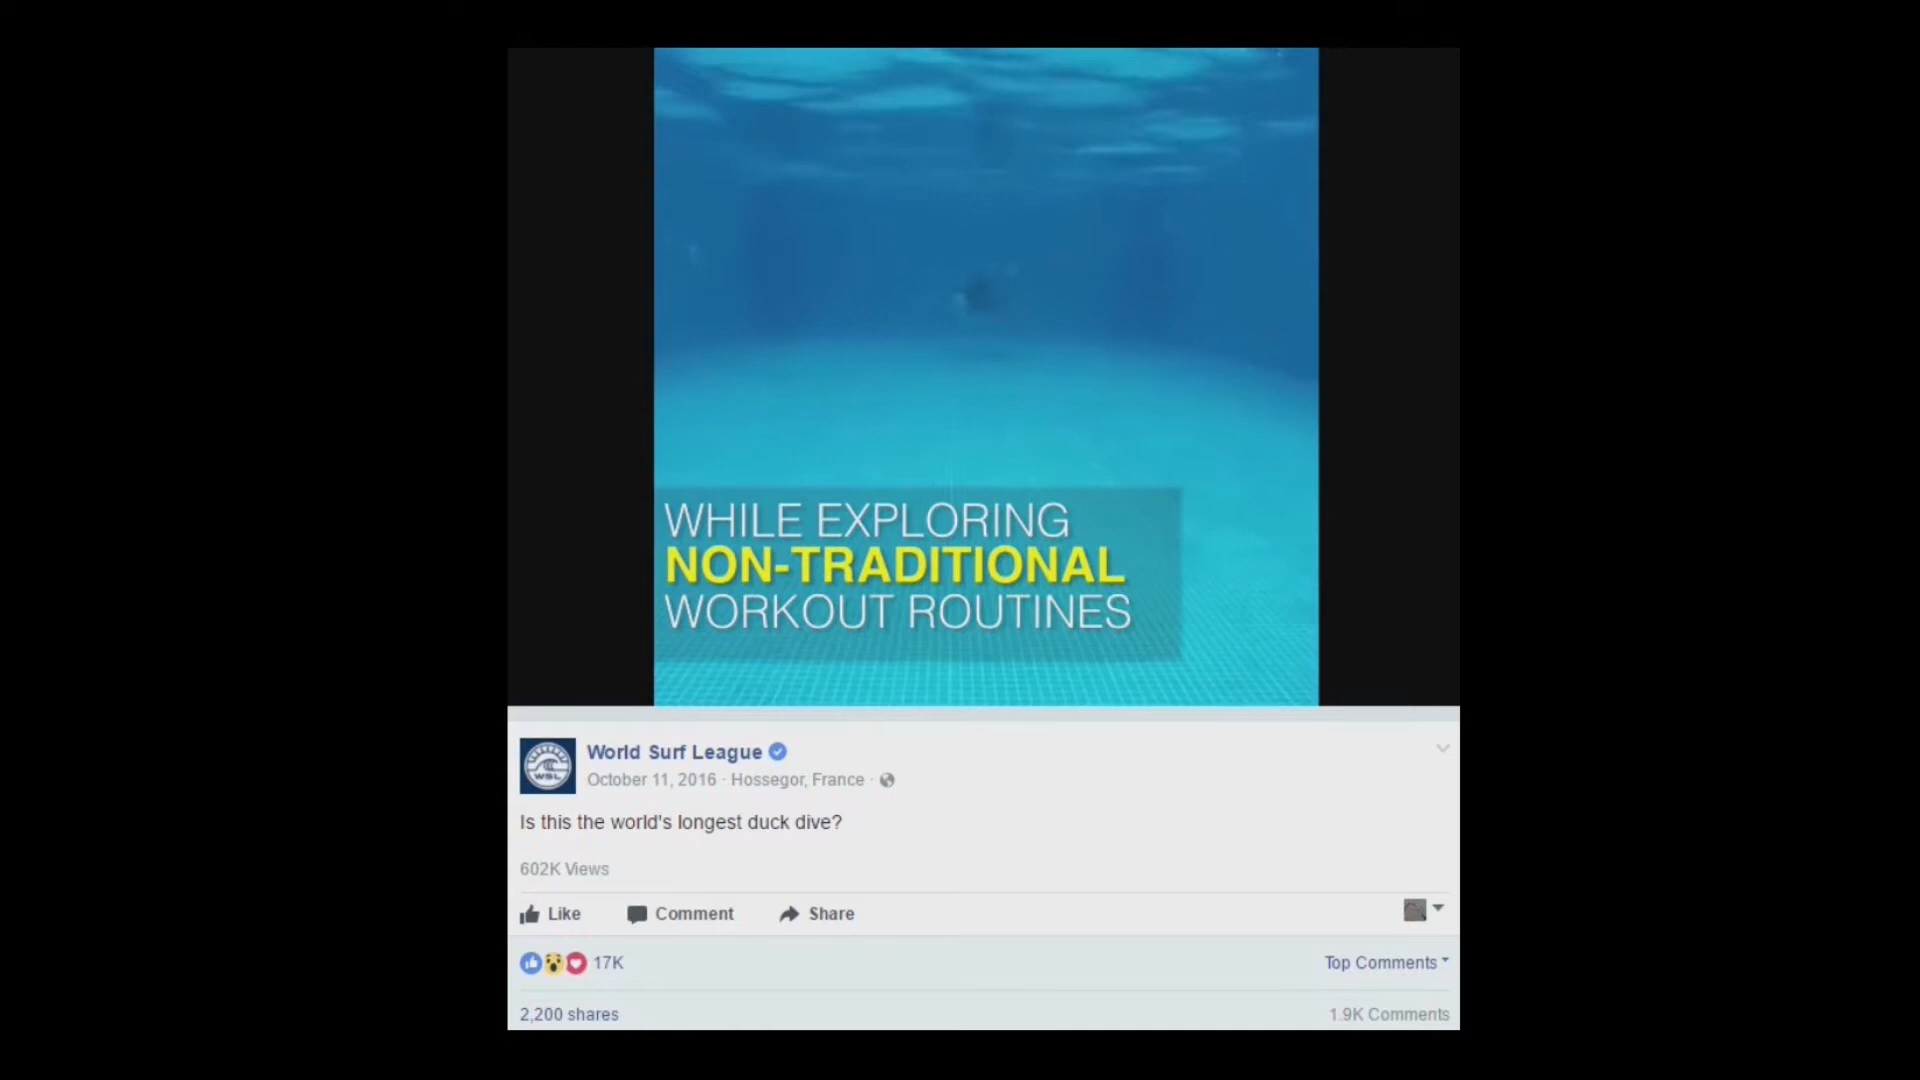 WHILE EXPLORING
NON-TRADITIONAL
WORKOUT ROUTINES
WSL
World Surf League
October 11, 2016 · Hossegor, France ·
Is this the world's longest duck dive?
602K Views
Like Comment Share
17K Top Comments
2,200 shares 1.9K Comments